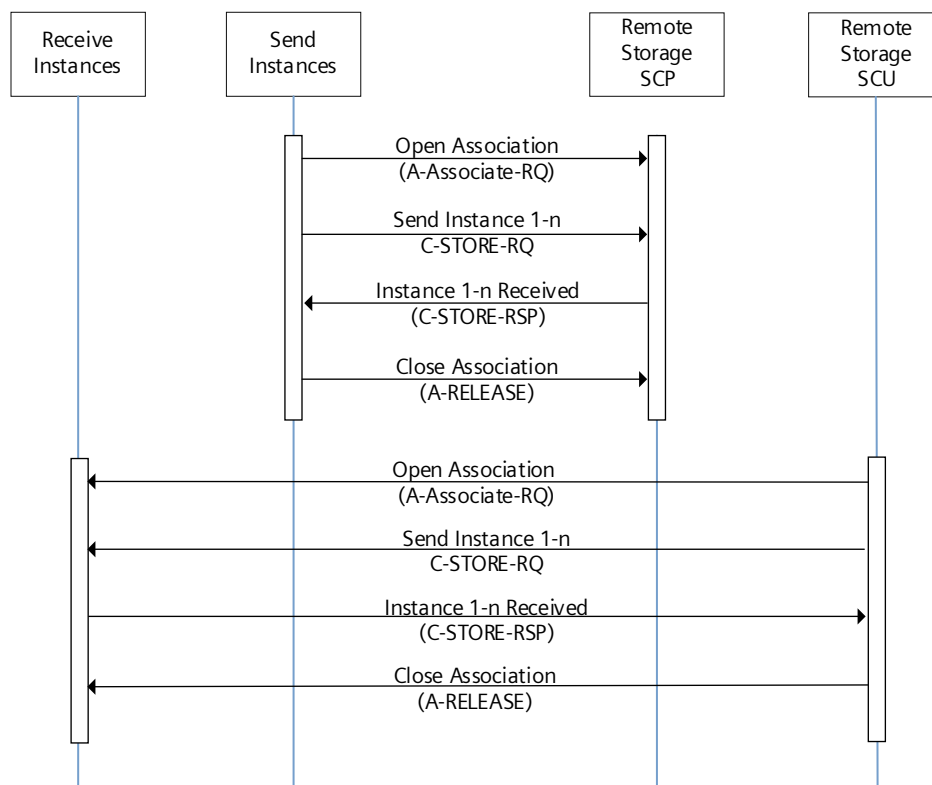 Receive
Instances
Send
Instances
Remote
Storage
SCP
Remote
Storage
SCU
Open Association
(A-Associate-RQ)
Send Instance 1-n
C-STORE-RQ
Instance 1-n Received
(C-STORE-RSP)
Close Association
(A-RELEASE)
Open Association
(A-Associate-RQ)
Send Instance 1-n
C-STORE-RQ
Instance 1-n Received
(C-STORE-RSP)
Close Association
(A-RELEASE)